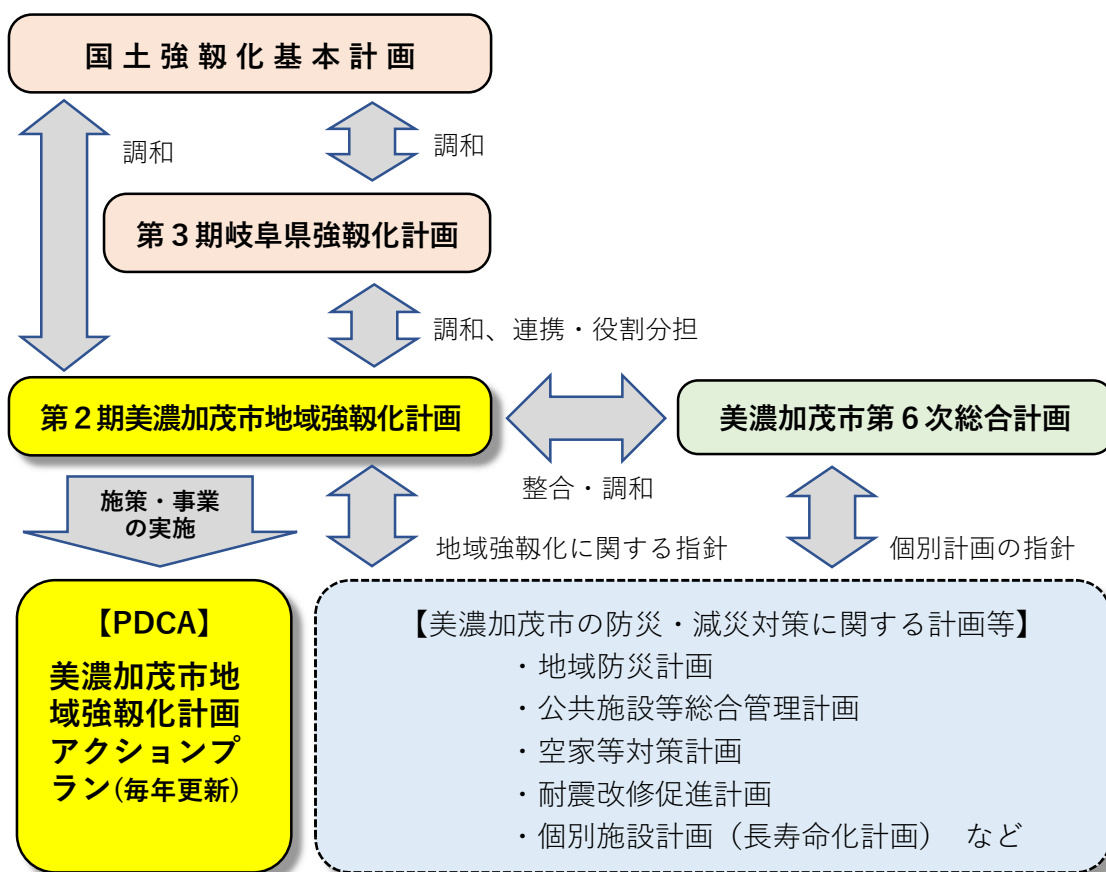 国土強靱化基本計画
調和
調和
第３期岐阜県強靱化計画
調和、連携・役割分担
第２期美濃加茂市地域強靱化計画
美濃加茂市第６次総合計画
整合・調和
施策・事業
の実施
地域強靱化に関する指針
個別計画の指針
【PDCA】
美濃加茂市地
域強靱化計画
アクションプ
ラン(毎年更新)
【美濃加茂市の防災・減災対策に関する計画等】
・地域防災計画
・公共施設等総合管理計画
・空家等対策計画
・耐震改修促進計画
・個別施設計画（長寿命化計画）　など